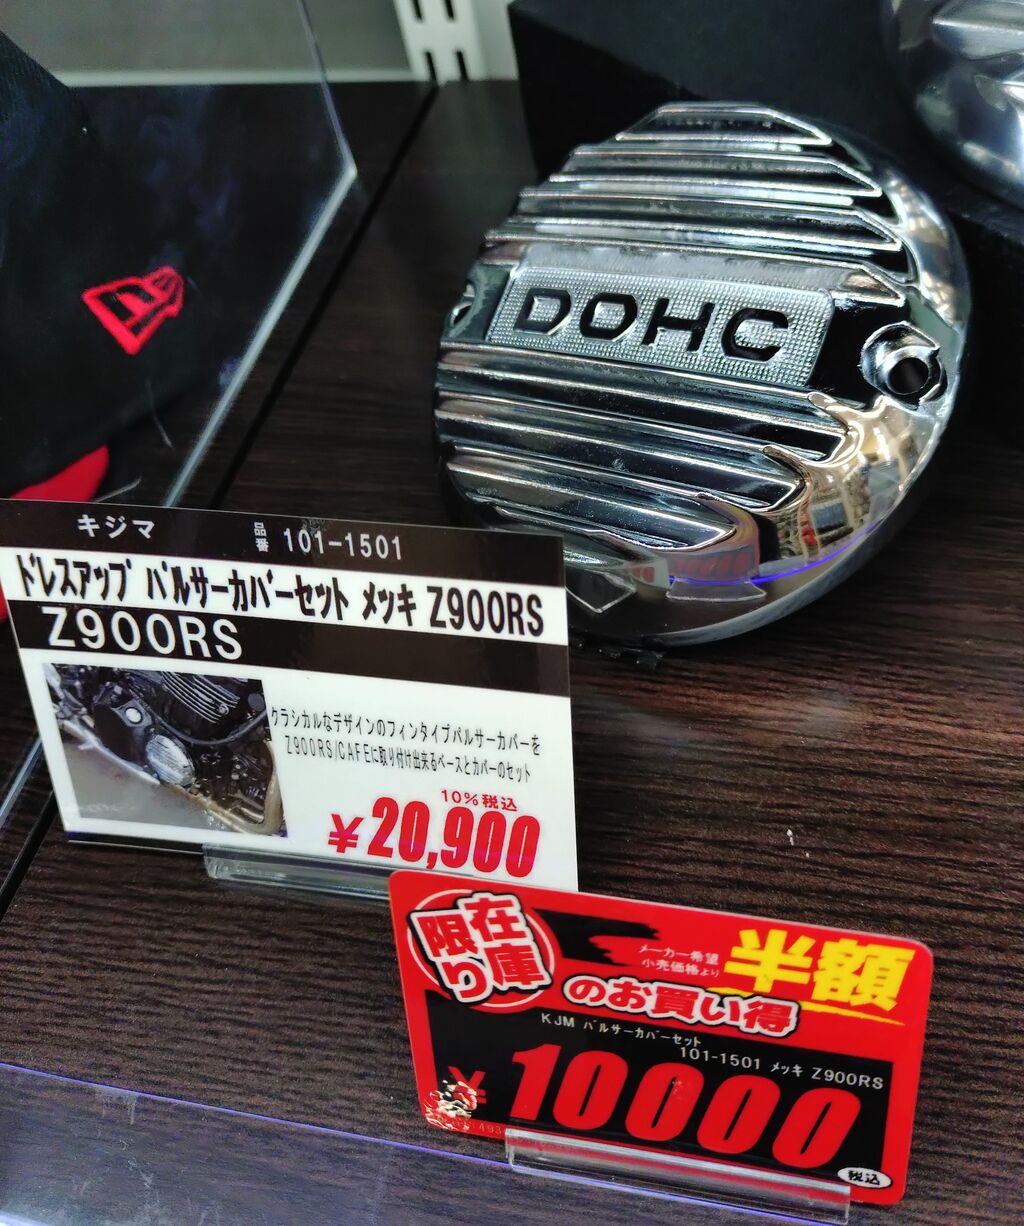 DOHC
キジマ 品番 101-1501
ドレスアップ パルサーカバーセット メッキ Z900RS
Z900RS
クラシカルなデザインのフィンタイプパルサーカバーを
Z900RS/CAFEに取り付け出来るベースとカバーのセット
10%税込
¥20,900
在庫
限り
メーカー希望
小売価格より
半額
のお買い得
KJM パルサーカバーセット
101-1501 メッキ Z900RS
¥10000
税込